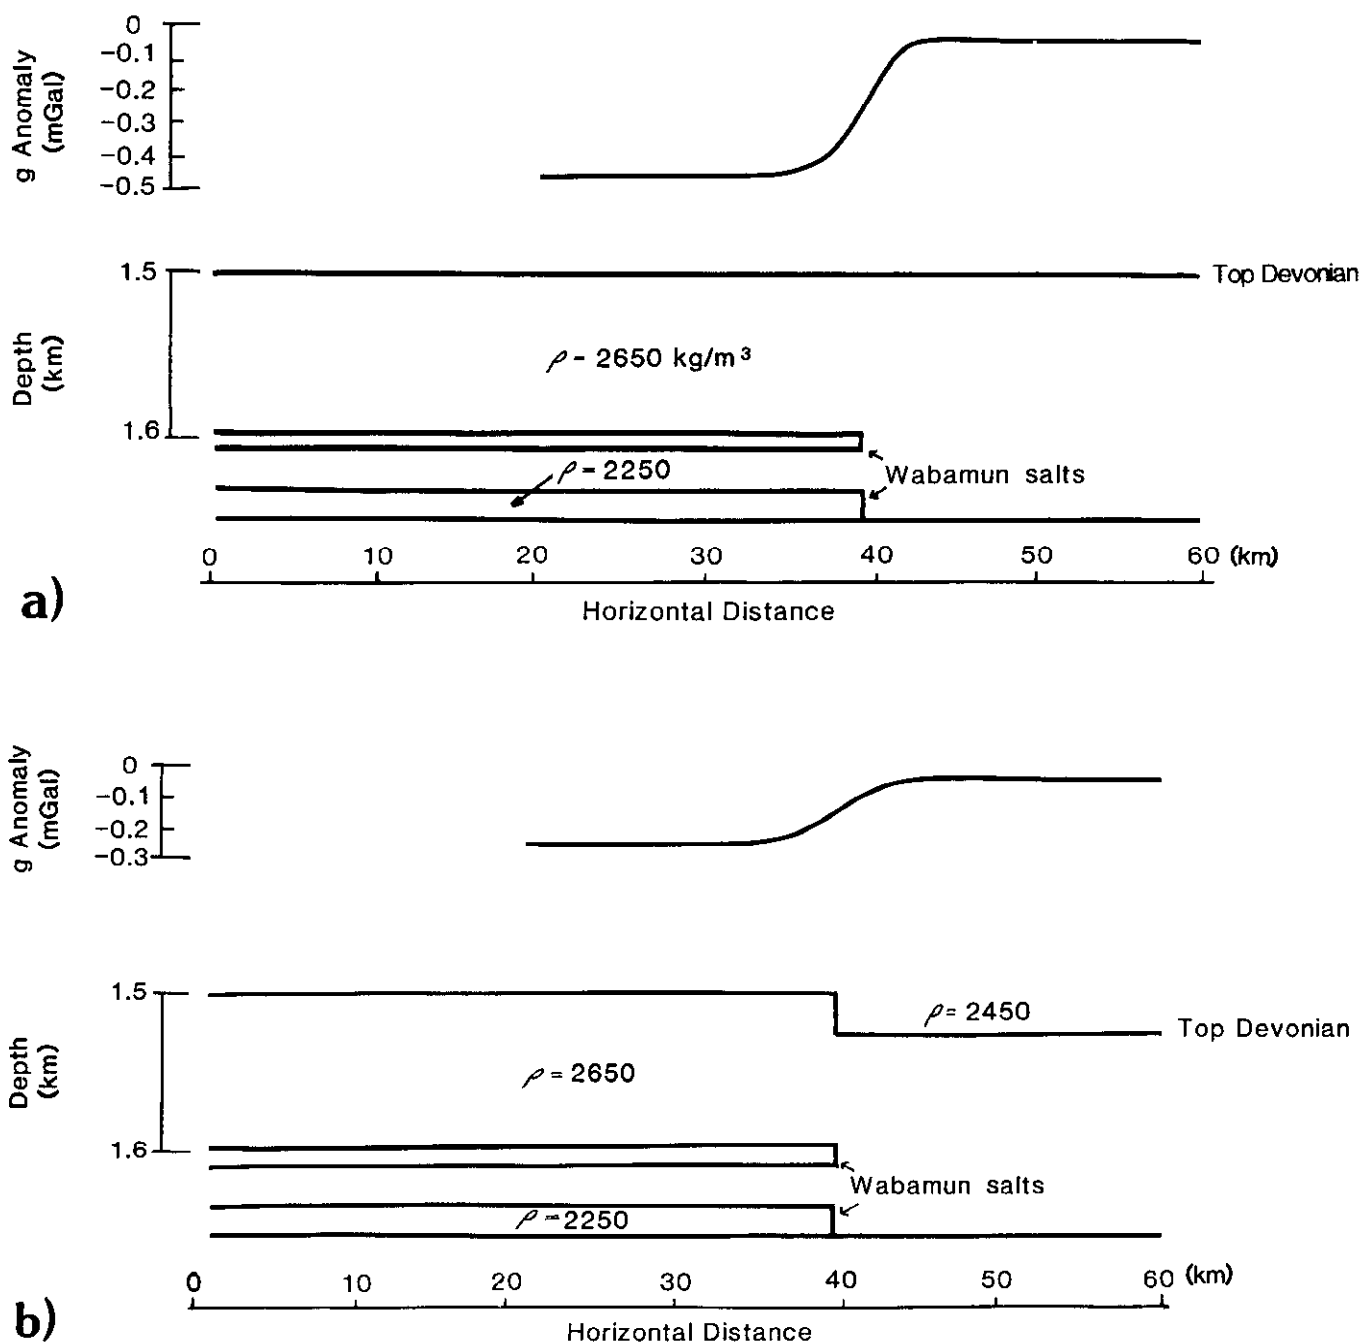 g Anomaly
(mGal)
0
−0.1
−0.2
−0.3
−0.4
−0.5
1.5
Top Devonian
ρ - 2650 kg/m³
Depth
(km)
1.6
ρ - 2250
Wabamun salts
0 10 20 30 40 50 60 (km)
a)
Horizontal Distance
g Anomaly
(mGal)
0
−0.1
−0.2
−0.3
1.5
ρ = 2450
Top Devonian
Depth
(km)
ρ = 2650
1.6
Wabamun salts
ρ = 2250
0 10 20 30 40 50 60 (km)
b)
Horizontal Distance